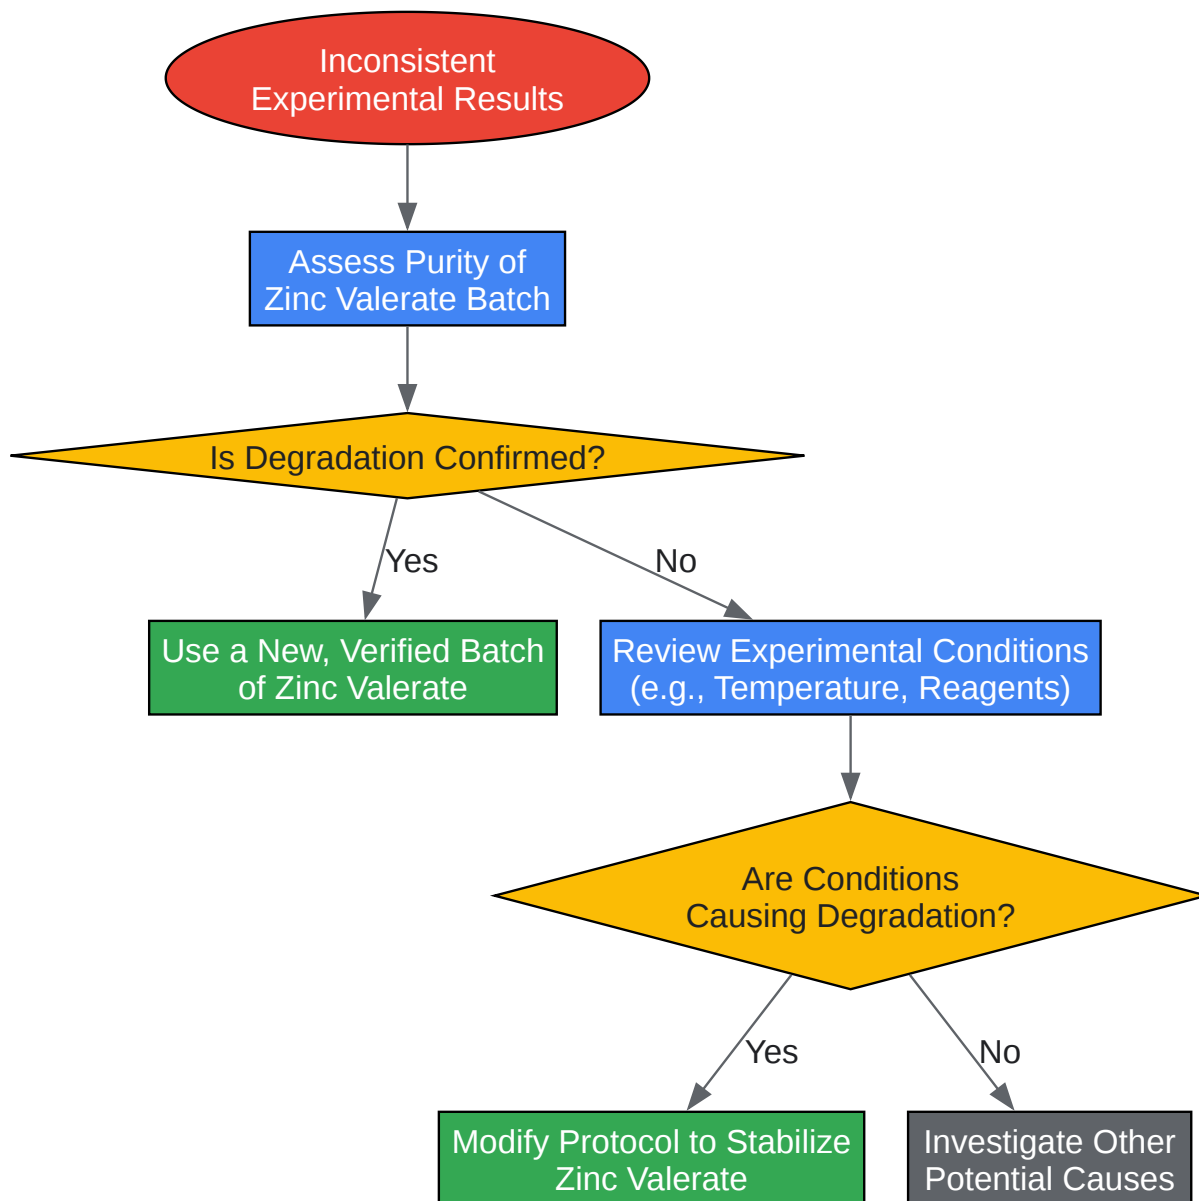 Inconsistent
Experimental Results
Assess Purity of
Zinc Valerate Batch
Is Degradation Confirmed?
Yes
No
Use a New, Verified Batch
of Zinc Valerate
Review Experimental Conditions
(e.g., Temperature, Reagents)
Are Conditions
Causing Degradation?
Yes
No
Modify Protocol to Stabilize
Zinc Valerate
Investigate Other
Potential Causes